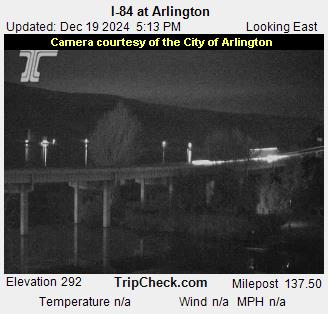 I-84 at Arlington
Updated: Dec 19 2024 5:13 PM Looking East
Camera courtesy of the City of Arlington
Elevation 292 TripCheck.com Milepost 137.50
Temperature n/a Wind n/a MPH n/a